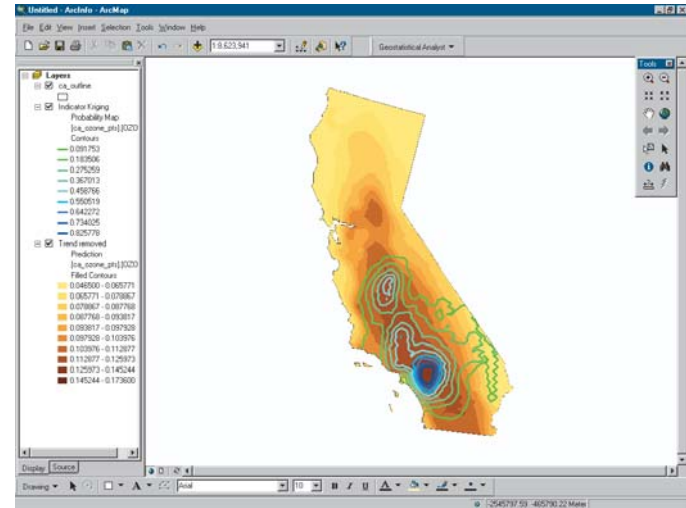 Untitled - ArcInfo - ArcMap
File Edit View Insert Selection Tools Window Help
1:8,623,941
Geostatistical Analyst
Tools
Layers
ca_outline
Indicator Kriging
Probability Map
[ca_ozone_pts].[OZO
Contours
0.091753
0.183506
0.275259
0.367013
0.458766
0.550519
0.642272
0.734025
0.825778
Trend removed
Prediction
[ca_ozone_pts].[OZO
Filled Contours
0.046500 - 0.065771
0.065771 - 0.078867
0.078867 - 0.087768
0.087768 - 0.093817
0.093817 - 0.097928
0.097928 - 0.103976
0.103976 - 0.112877
0.112877 - 0.125973
0.125973 - 0.145244
0.145244 - 0.173600
Display Source
Drawing A Arial 10 B I U A
-2545797.59 -465790.22 Meter